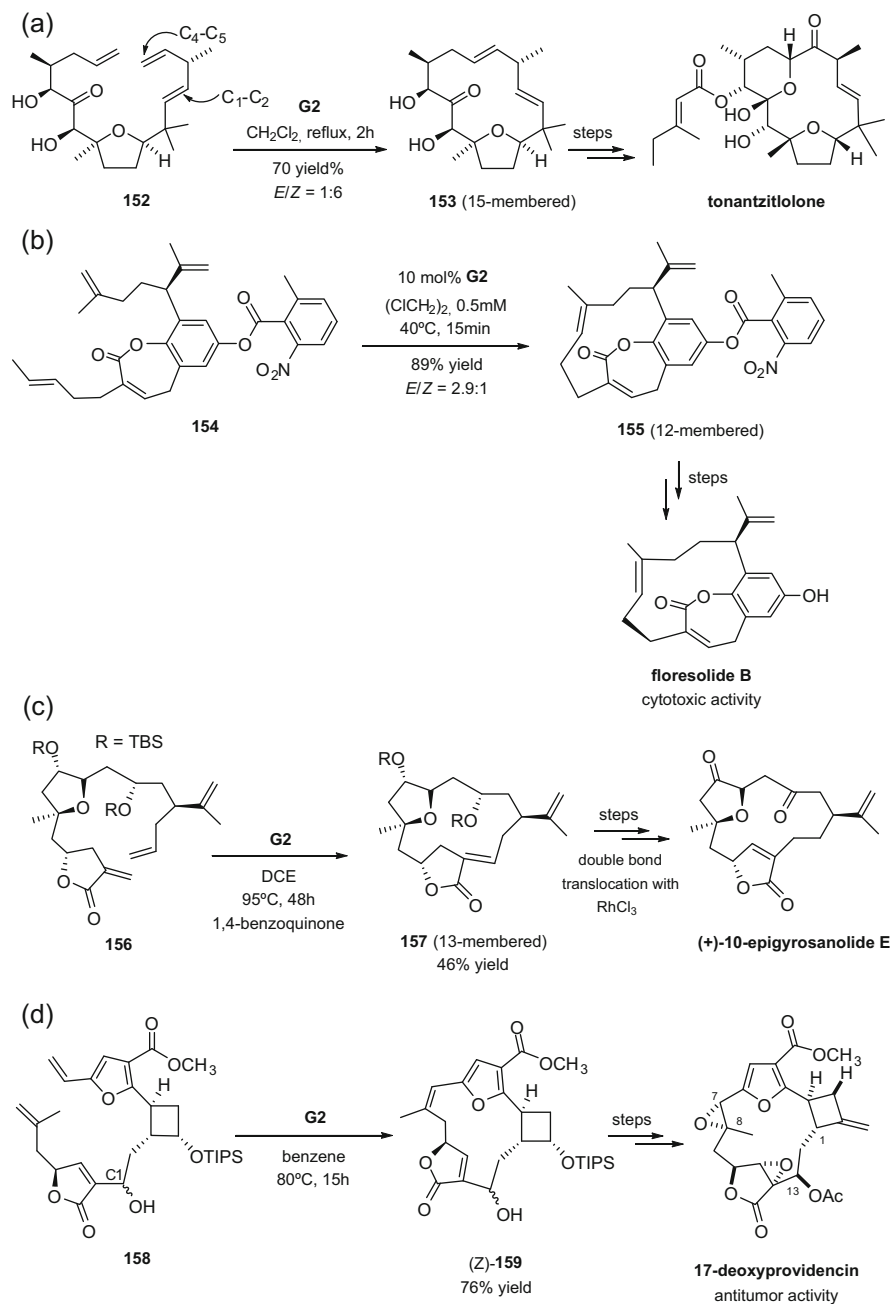 (a)
C4–C5
C1–C2
HO
O
HO
O
H
152
G2
CH2Cl2, reflux, 2h
70 yield%
E/Z = 1:6
HO
O
HO
O
H
153 (15-membered)
steps
H
O
O
O
HO
O
HO
O
H
tonantzitlolone
(b)
O
O
O
O
NO2
154
10 mol% G2
(ClCH2)2, 0.5mM
40ºC, 15min
89% yield
E/Z = 2.9:1
O
O
O
O
NO2
155 (12-membered)
steps
O
O
OH
floresolide B
cytotoxic activity
(c)
RO
R = TBS
O
RO
O
O
156
G2
DCE
95ºC, 48h
1,4-benzoquinone
RO
O
RO
O
O
157 (13-membered)
46% yield
steps
double bond
translocation with
RhCl3
O
O
O
O
O
(+)-10-epigyrosanolide E
(d)
O
OCH3
O
H
OTIPS
C1
O
O
OH
158
G2
benzene
80ºC, 15h
O
OCH3
O
H
OTIPS
O
O
OH
(Z)-159
76% yield
steps
O
OCH3
7
O
H
H
O
8
1
O
O
13
O
OAc
17-deoxyprovidencin
antitumor activity